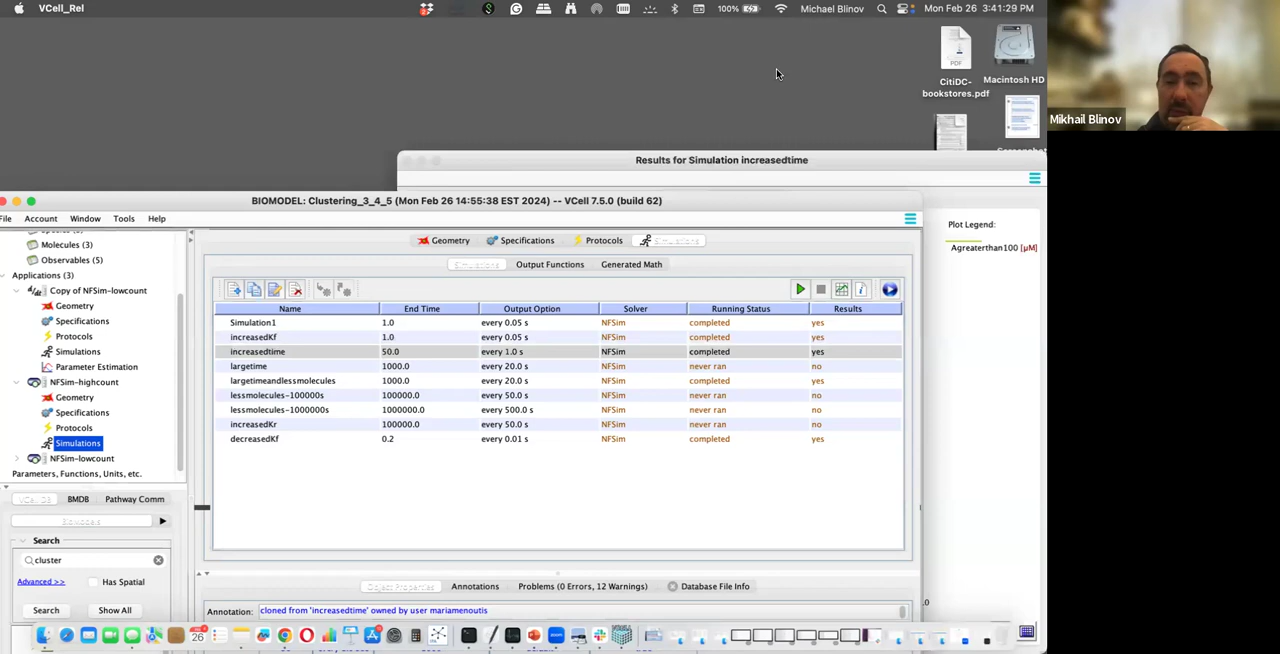 VCell_Rel
100%
Michael Blinov
Mon Feb 26 3:41:29 PM
PDF
CitiDC-
bookstores.pdf
Macintosh HD
Mikhail Blinov
Results for Simulation increasedtime
BIOMODEL: Clustering_3_4_5 (Mon Feb 26 14:55:38 EST 2024) -- VCell 7.5.0 (build 62)
File Account Window Tools Help
Plot Legend:
Agreaterthan100 [µM]
Molecules (3)
Observables (5)
Applications (3)
Copy of NFSim-lowcount
Geometry
Specifications
Protocols
Simulations
Parameter Estimation
NFSim-highcount
Geometry
Specifications
Protocols
Simulations
NFSim-lowcount
Parameters, Functions, Units, etc.
VCell DB BMDB Pathway Comm
BioModels
Search
cluster
Advanced >> Has Spatial
Search Show All
Geometry Specifications Protocols Simulations
Simulations Output Functions Generated Math
Name End Time Output Option Solver Running Status Results
Simulation1 1.0 every 0.05 s NFSim completed yes
increasedKf 1.0 every 0.05 s NFSim completed yes
increasedtime 50.0 every 1.0 s NFSim completed yes
largetime 1000.0 every 20.0 s NFSim never ran no
largetimeandlessmolecules 1000.0 every 20.0 s NFSim completed yes
lessmolecules-100000s 100000.0 every 50.0 s NFSim never ran no
lessmolecules-1000000s 1000000.0 every 500.0 s NFSim never ran no
increasedKr 100000.0 every 50.0 s NFSim never ran no
decreasedKf 0.2 every 0.01 s NFSim completed yes
Object Properties Annotations Problems (0 Errors, 12 Warnings) Database File Info
Annotation: cloned from 'increasedtime' owned by user mariamenoutis